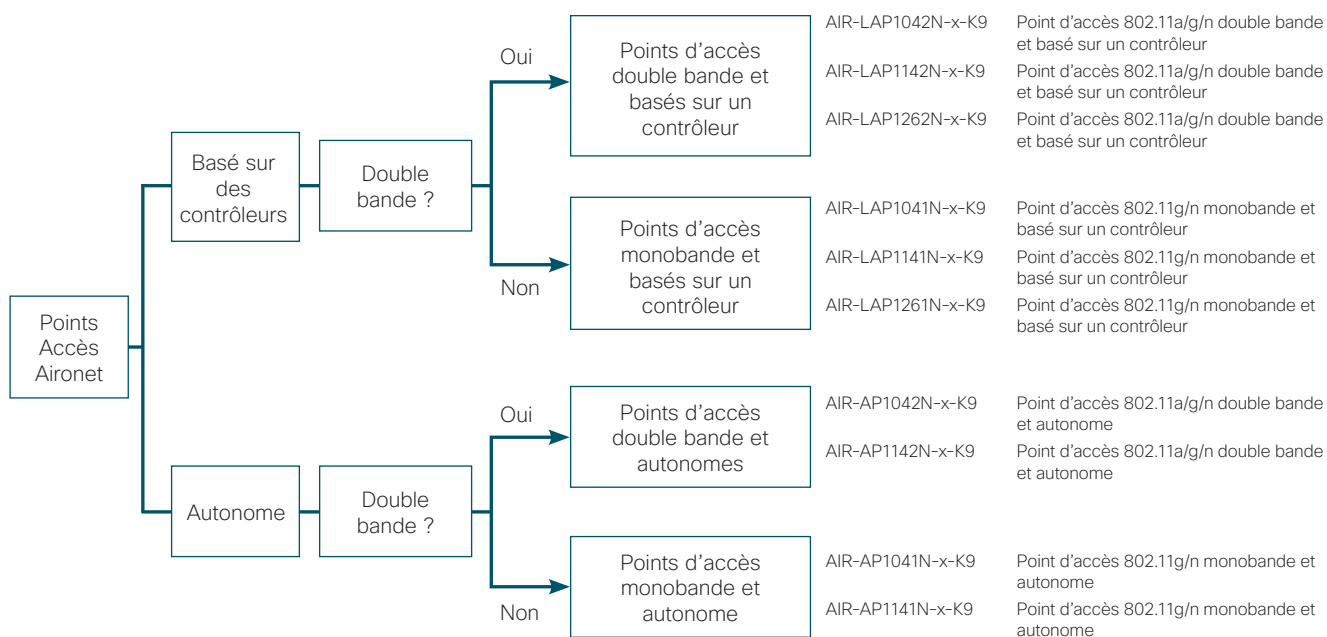 Points
Accès
Aironet
Basé sur
des
contrôleurs
Double
bande ?
Oui
Points d'accès
double bande et
basés sur un
contrôleur
AIR-LAP1042N-x-K9
Point d'accès 802.11a/g/n double bande
et basé sur un contrôleur
AIR-LAP1142N-x-K9
Point d'accès 802.11a/g/n double bande
et basé sur un contrôleur
AIR-LAP1262N-x-K9
Point d'accès 802.11a/g/n double bande
et basé sur un contrôleur
Non
Points d'accès
monobande et
basés sur un
contrôleur
AIR-LAP1041N-x-K9
Point d'accès 802.11g/n monobande et
basé sur un contrôleur
AIR-LAP1141N-x-K9
Point d'accès 802.11g/n monobande et
basé sur un contrôleur
AIR-LAP1261N-x-K9
Point d'accès 802.11g/n monobande et
basé sur un contrôleur
Autonome
Double
bande ?
Oui
Points d'accès
double bande et
autonomes
AIR-AP1042N-x-K9
Point d'accès 802.11a/g/n double bande
et autonome
AIR-AP1142N-x-K9
Point d'accès 802.11a/g/n double bande
et autonome
Non
Points d'accès
monobande et
autonome
AIR-AP1041N-x-K9
Point d'accès 802.11g/n monobande et
autonome
AIR-AP1141N-x-K9
Point d'accès 802.11g/n monobande et
autonome